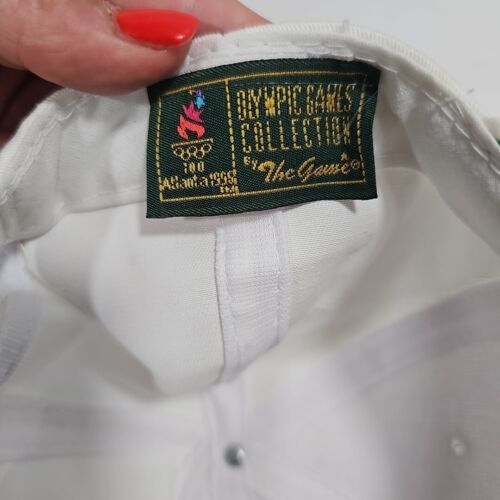 OLYMPIC GAMES
COLLECTION
BY The Game®
100
Atlanta 1996